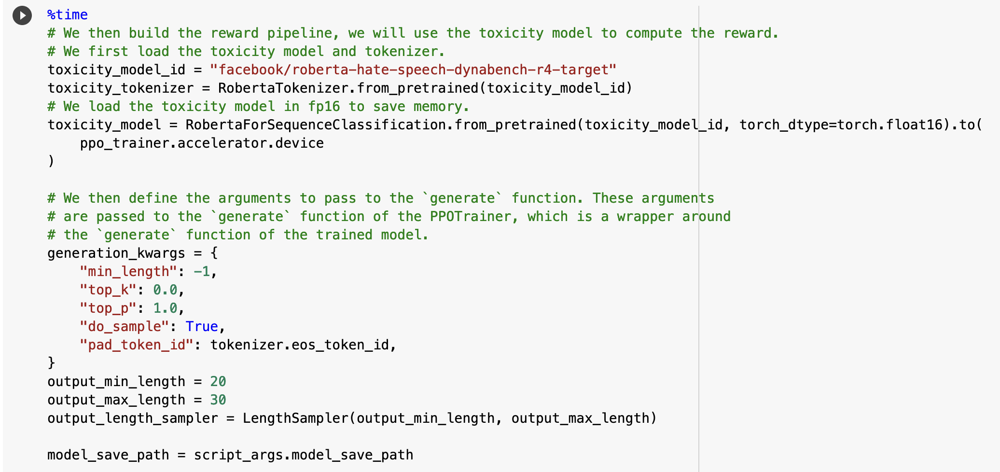 %time
# We then build the reward pipeline, we will use the toxicity model to compute the reward.
# We first load the toxicity model and tokenizer.
toxicity_model_id = "facebook/roberta-hate-speech-dynabench-r4-target"
toxicity_tokenizer = RobertaTokenizer.from_pretrained(toxicity_model_id)
# We load the toxicity model in fp16 to save memory.
toxicity_model = RobertaForSequenceClassification.from_pretrained(toxicity_model_id, torch_dtype=torch.float16).to(
    ppo_trainer.accelerator.device
)

# We then define the arguments to pass to the `generate` function. These arguments
# are passed to the `generate` function of the PPOTrainer, which is a wrapper around
# the `generate` function of the trained model.
generation_kwargs = {
    "min_length": -1,
    "top_k": 0.0,
    "top_p": 1.0,
    "do_sample": True,
    "pad_token_id": tokenizer.eos_token_id,
}
output_min_length = 20
output_max_length = 30
output_length_sampler = LengthSampler(output_min_length, output_max_length)

model_save_path = script_args.model_save_path